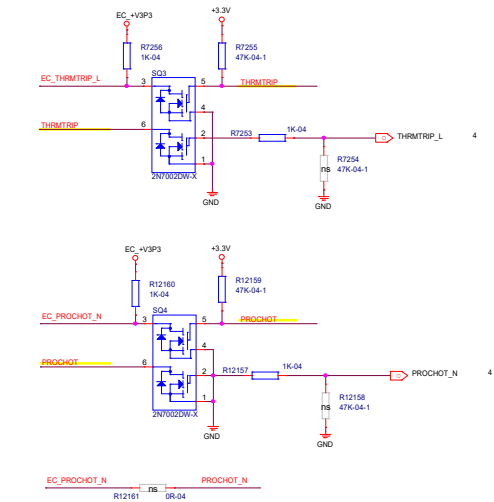 EC_+V3P3 +3.3V
R7256 R7255
1K-04 47K-04-1
SQ3
EC_THRMTRIP_L 3 5 THRMTRIP
4
THRMTRIP 6 2 R7253 1K-04 THRMTRIP_L 4
1 ns R7254
47K-04-1
2N7002DW-X
GND GND
EC_+V3P3 +3.3V
R12160 R12159
1K-04 47K-04-1
SQ4
EC_PROCHOT_N 3 5 PROCHOT
4
PROCHOT 6 2 R12157 1K-04 PROCHOT_N 4
1 ns R12158
47K-04-1
2N7002DW-X
GND GND
EC_PROCHOT_N ns PROCHOT_N
R12161 0R-04